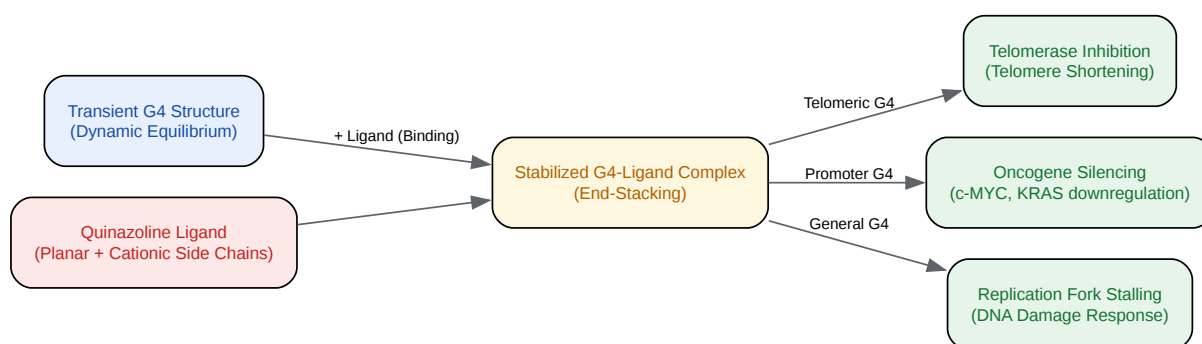 Transient G4 Structure
(Dynamic Equilibrium)
Quinazoline Ligand
(Planar + Cationic Side Chains)
+ Ligand (Binding)
Stabilized G4-Ligand Complex
(End-Stacking)
Telomeric G4
Promoter G4
General G4
Telomerase Inhibition
(Telomere Shortening)
Oncogene Silencing
(c-MYC, KRAS downregulation)
Replication Fork Stalling
(DNA Damage Response)